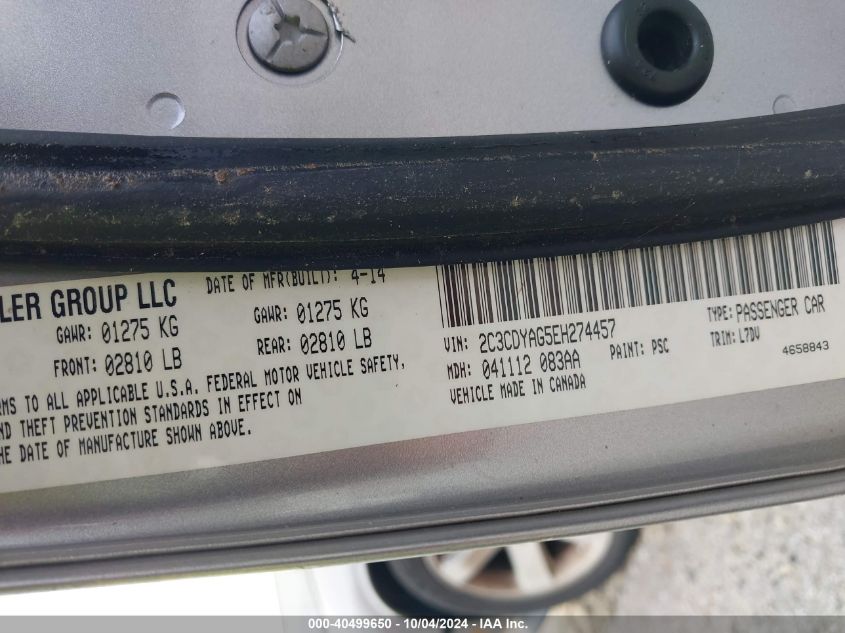 LER GROUP LLC
DATE OF MFR(BUILT): 4-14
GAWR: 01275 KG
GAWR: 01275 KG
FRONT: 02810 LB
REAR: 02810 LB
RMS TO ALL APPLICABLE U.S.A. FEDERAL MOTOR VEHICLE SAFETY,
ND THEFT PREVENTION STANDARDS IN EFFECT ON
HE DATE OF MANUFACTURE SHOWN ABOVE.
VIN: 2C3CDYAG5EH274457
TYPE: PASSENGER CAR
MDH: 041112 083AA
PAINT: PSC
TRIM: L7DV
VEHICLE MADE IN CANADA
4658843
000-40499650 - 10/04/2024 - IAA Inc.